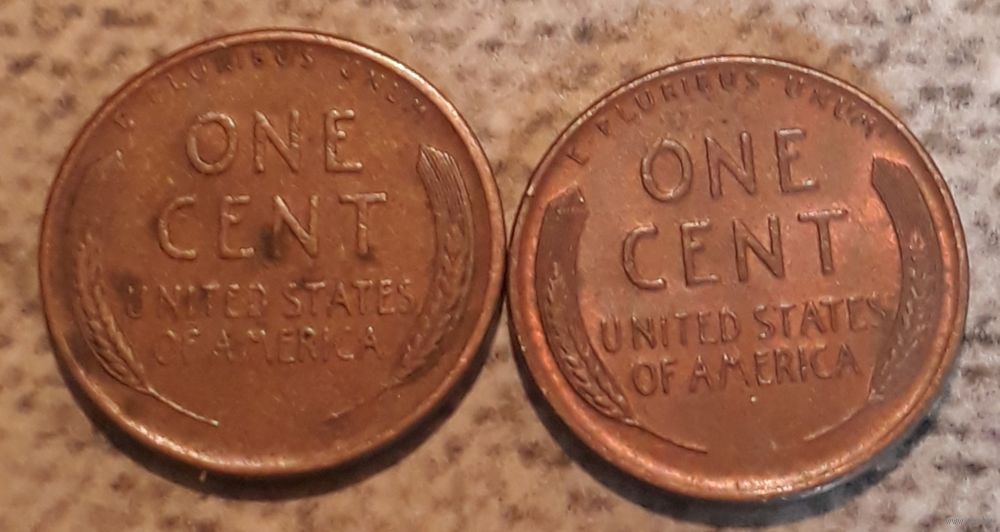 E PLURIBUS UNUM
ONE
CENT
UNITED STATES
OF AMERICA
E PLURIBUS UNUM
ONE
CENT
UNITED STATES
OF AMERICA